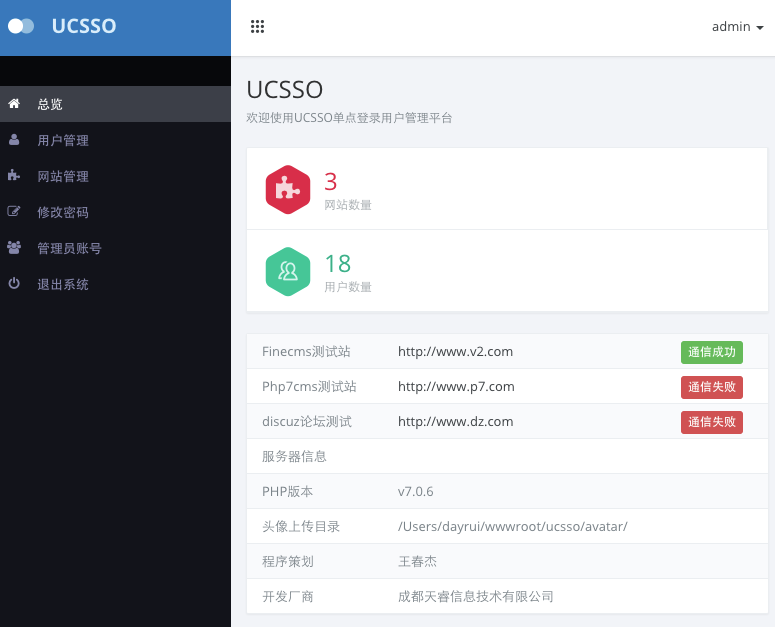 UCSSO
admin
总览
用户管理
网站管理
修改密码
管理员账号
退出系统
UCSSO
欢迎使用UCSSO单点登录用户管理平台
3
网站数量
18
用户数量
Finecms测试站 http://www.v2.com 通信成功
Php7cms测试站 http://www.p7.com 通信失败
discuz论坛测试 http://www.dz.com 通信失败
服务器信息
PHP版本 v7.0.6
头像上传目录 /Users/dayrui/wwwroot/ucsso/avatar/
程序策划 王春杰
开发厂商 成都天睿信息技术有限公司